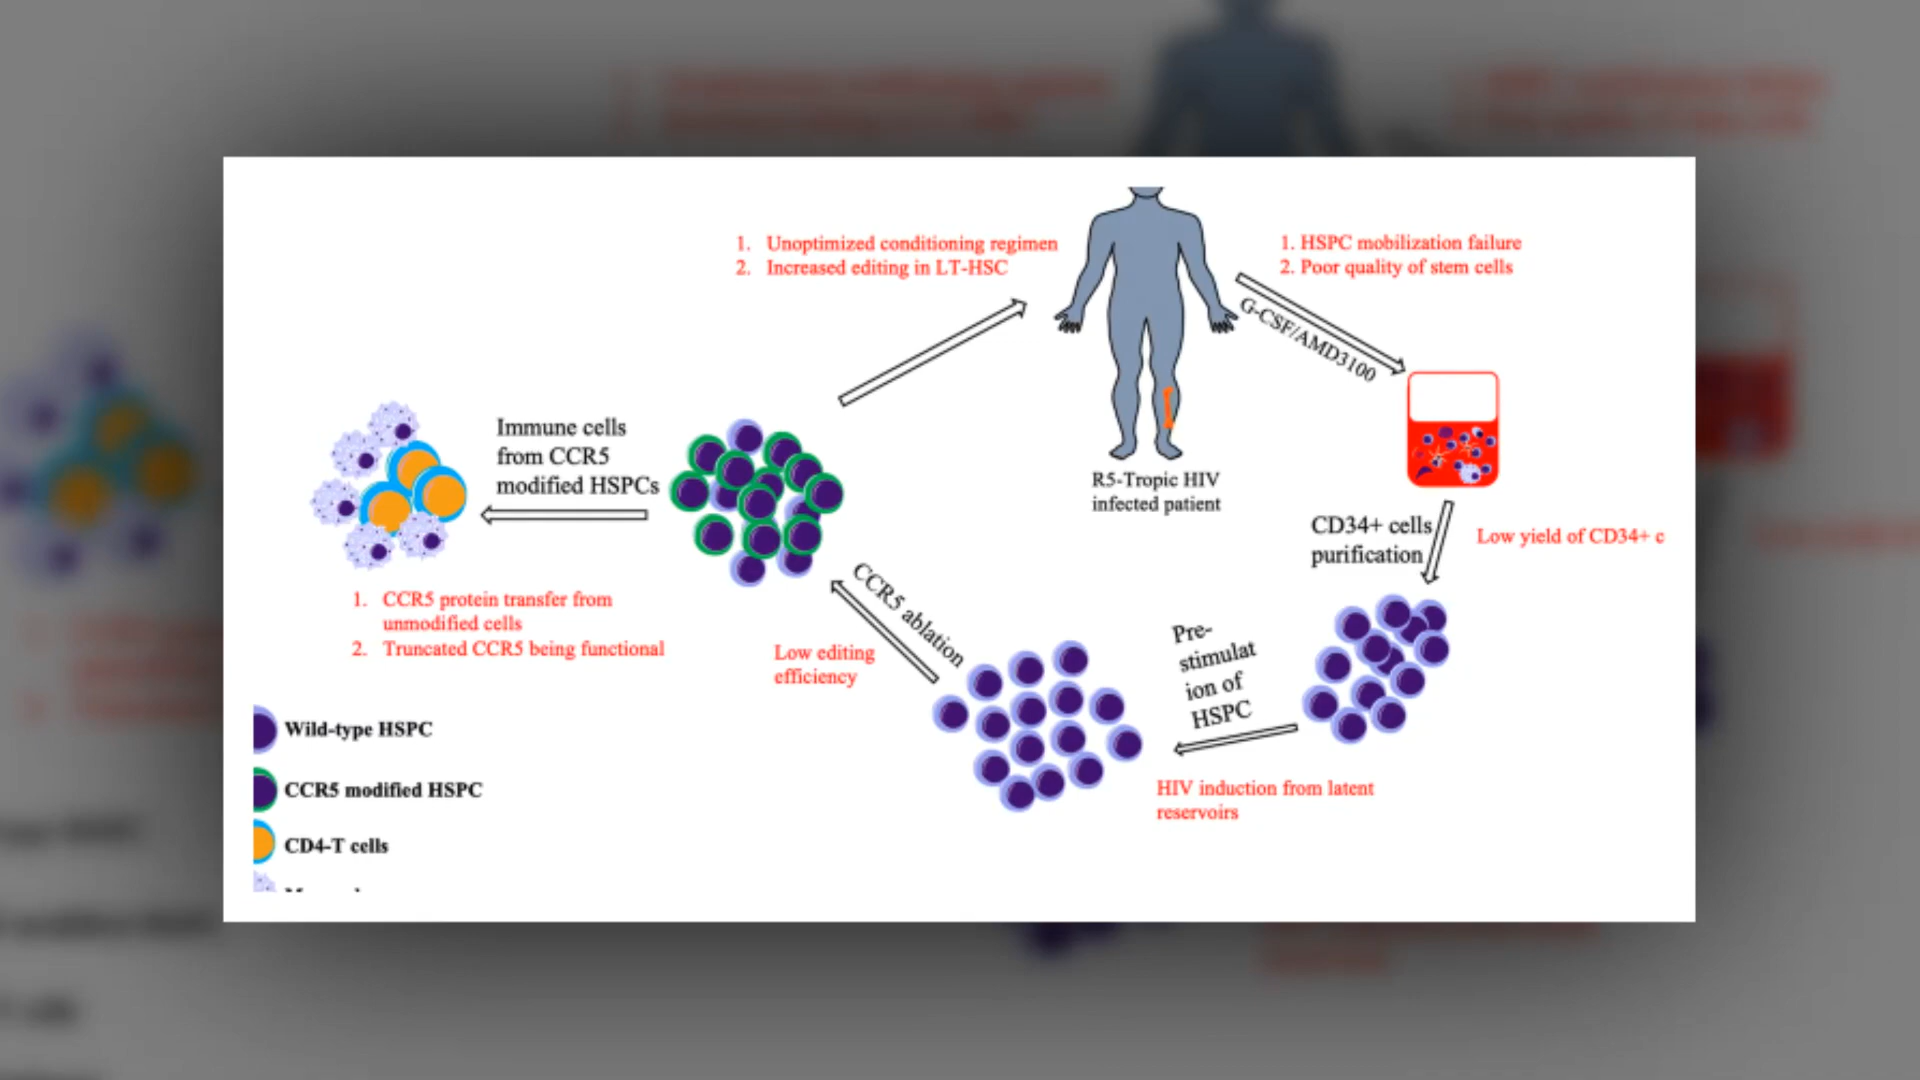 1. Unoptimized conditioning regimen
2. Increased editing in LT-HSC
1. HSPC mobilization failure
2. Poor quality of stem cells
G-CSF/AMD3100
R5-Tropic HIV
infected patient
Immune cells
from CCR5
modified HSPCs
CD34+ cells
purification
Low yield of CD34+ c
1. CCR5 protein transfer from
unmodified cells
2. Truncated CCR5 being functional
CCR5 ablation
Low editing
efficiency
Pre-
stimulat
ion of
HSPC
HIV induction from latent
reservoirs
Wild-type HSPC
CCR5 modified HSPC
CD4-T cells